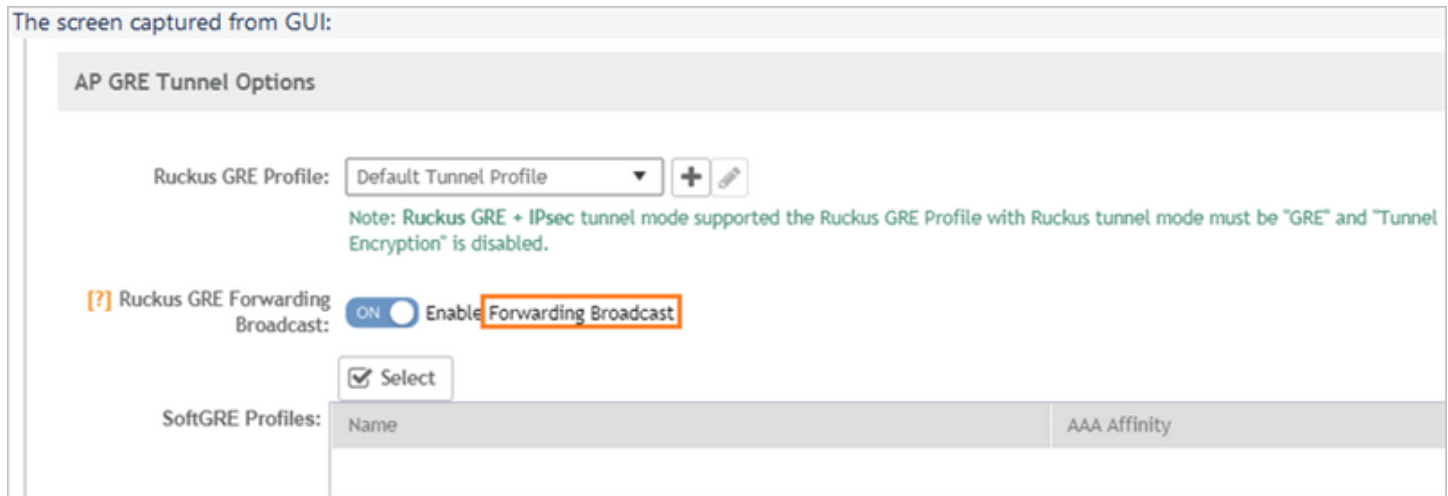 The screen captured from GUI:
AP GRE Tunnel Options
Ruckus GRE Profile: Default Tunnel Profile
Note: Ruckus GRE + IPsec tunnel mode supported the Ruckus GRE Profile with Ruckus tunnel mode must be "GRE" and "Tunnel
Encryption" is disabled.
[?] Ruckus GRE Forwarding
Broadcast: ON Enable Forwarding Broadcast
Select
SoftGRE Profiles: Name AAA Affinity